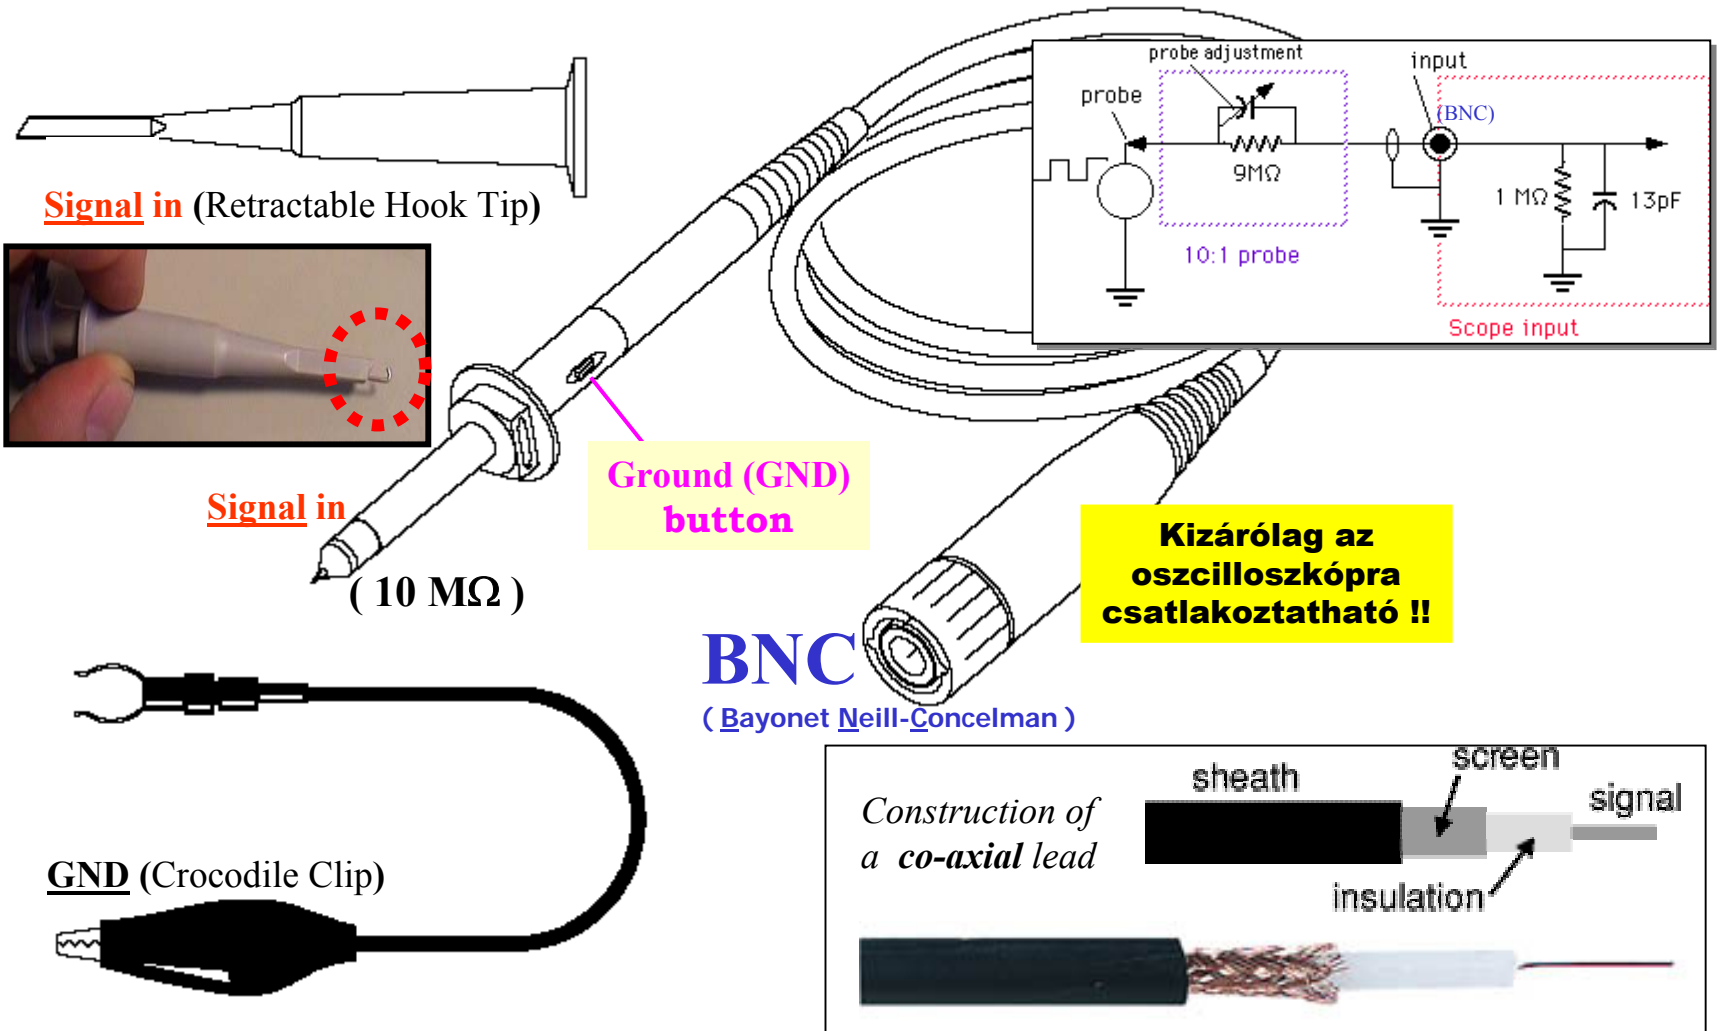 probe adjustment
input
probe
(BNC)
9MΩ
1 MΩ
13pF
10:1 probe
Scope input
Signal in (Retractable Hook Tip)
Ground (GND)
button
Signal in
( 10 MΩ )
Kizárólag az
oszcilloszkópra
csatlakoztatható !!
BNC
( Bayonet Neill-Concelman )
GND (Crocodile Clip)
Construction of
a co-axial lead
sheath
screen
signal
insulation